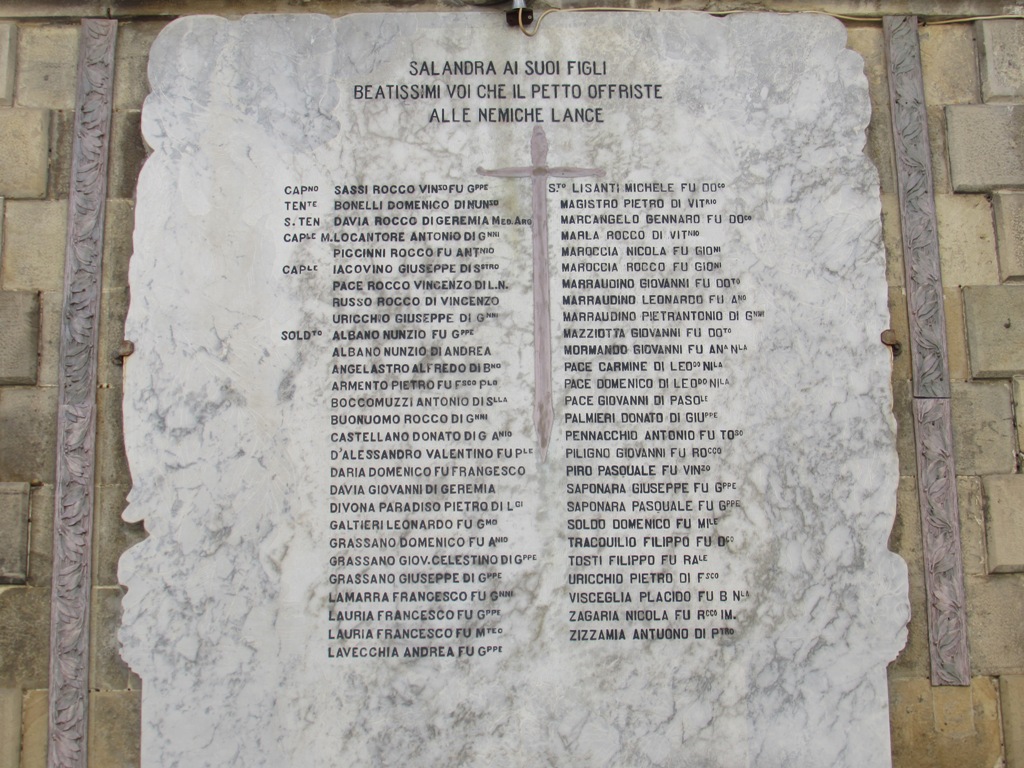 SALANDRA AI SUOI FIGLI
BEATISSIMI VOI CHE IL PETTO OFFRISTE
ALLE NEMICHE LANCE
CAPNO SASSI ROCCO VINSO FU GPPE
TENTE BONELLI DOMENICO DI NUNSO
S. TEN DAVIA ROCCO DI GEREMIA MED. ARG
CAPLE M. LOCANTORE ANTONIO DI GNNI
PICCINNI ROCCO FU ANTNIO
CAPLE IACOVINO GIUSEPPE DI STRO
PACE ROCCO VINCENZO DI L.N.
RUSSO ROCCO DI VINCENZO
URICCHIO GIUSEPPE DI GNNI
SOLDTO ALBANO NUNZIO FU GPPE
ALBANO NUNZIO DI ANDREA
ANGELASTRO ALFREDO DI BNO
ARMENTO PIETRO FU FSCO PLO
BOCCOMUZZI ANTONIO DI SLLA
BUONUOMO ROCCO DI GNNI
CASTELLANO DONATO DI G ANIO
D'ALESSANDRO VALENTINO FU PLE
DARIA DOMENICO FU FRANCESCO
DAVIA GIOVANNI DI GEREMIA
DIVONA PARADISO PIETRO DI LGI
GALTIERI LEONARDO FU GMO
GRASSANO DOMENICO FU ANIO
GRASSANO GIOV. CELESTINO DI GPPE
GRASSANO GIUSEPPE DI GPPE
LAMARRA FRANCESCO FU GNNI
LAURIA FRANCESCO FU GPPE
LAURIA FRANCESCO FU MTEO
LAVECCHIA ANDREA FU GPPE
S.TO LISANTI MICHELE FU DOCO
MAGISTRO PIETRO DI VITRIO
MARCANGELO GENNARO FU DOCO
MARLA ROCCO DI VITNIO
MAROCCIA NICOLA FU GIONI
MAROCCIA ROCCO FU GIONI
MARRAUDINO GIOVANNI FU DOTO
MARRAUDINO LEONARDO FU ANO
MARRAUDINO PIETRANTONIO DI GNNI
MAZZIOTTA GIOVANNI FU DOTO
MORMANDO GIOVANNI FU ANA NLA
PACE CARMINE DI LEODO NILA
PACE DOMENICO DI LEODO NILA
PACE GIOVANNI DI PASOLE
PALMIERI DONATO DI GIUPPE
PENNACCHIO ANTONIO FU TOSO
PILIGNO GIOVANNI FU ROCCO
PIRO PASQUALE FU VINZO
SAPONARA GIUSEPPE FU GPPE
SAPONARA PASQUALE FU GPPE
SOLDO DOMENICO FU MILE
TRACQUILIO FILIPPO FU DCO
TOSTI FILIPPO FU RALE
URICCHIO PIETRO DI FSCO
VISCEGLIA PLACIDO FU B NLA
ZAGARIA NICOLA FU RCCO IM.
ZIZZAMIA ANTUONO DI PTRO